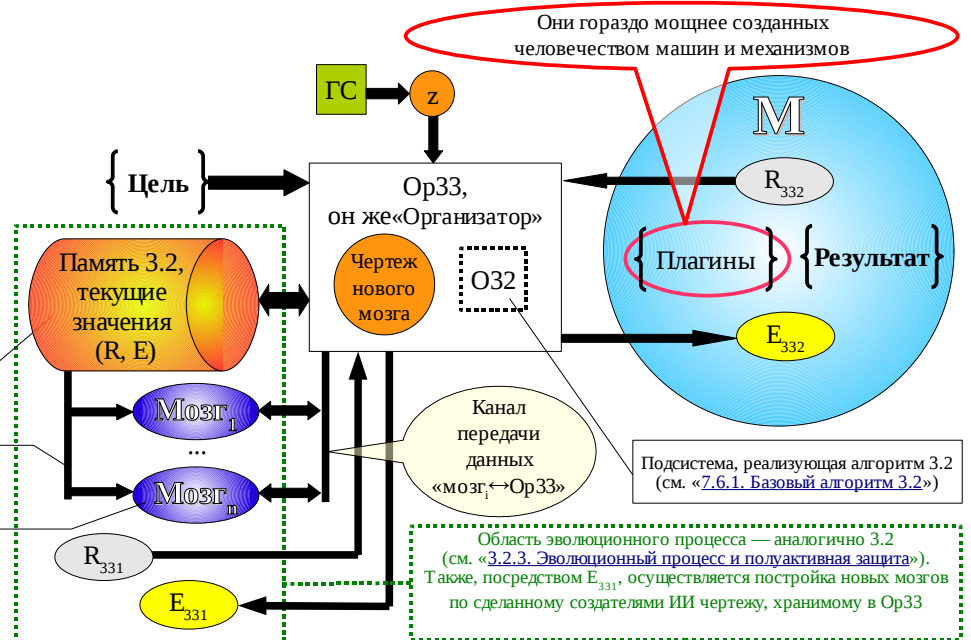 Они гораздо мощнее созданных
человечеством машин и механизмов
ГС
z
М
{ Цель }
Ор33,
он же«Организатор»
R332
Чертеж
нового
мозга
О32
{ Плагины }
{ Результат }
Память 3.2,
текущие
значения
(R, E)
E332
Мозг1
...
Мозгn
Канал
передачи
данных
«мозгi↔Ор33»
Подсистема, реализующая алгоритм 3.2
(см. «7.6.1. Базовый алгоритм 3.2»)
R331
E331
Область эволюционного процесса — аналогично 3.2
(см. «3.2.3. Эволюционный процесс и полуактивная защита»).
Также, посредством E331, осуществляется постройка новых мозгов
по сделанному создателями ИИ чертежу, хранимому в Ор33